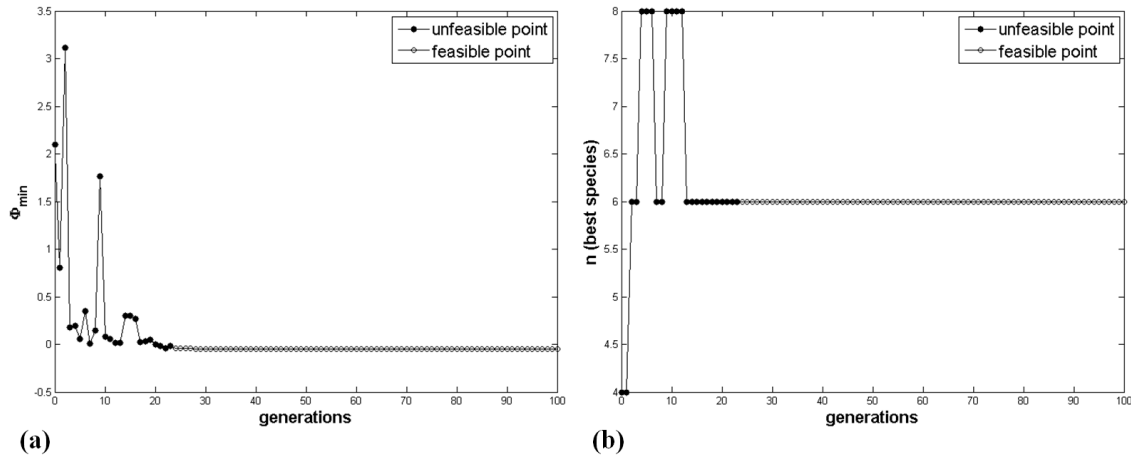 3.5
3
2.5
2
1.5
1
0.5
0
-0.5
Φmin
0 10 20 30 40 50 60 70 80 90 100
generations
unfeasible point
feasible point
(a)
8
7.5
7
6.5
6
5.5
5
4.5
4
n (best species)
0 10 20 30 40 50 60 70 80 90 100
generations
unfeasible point
feasible point
(b)